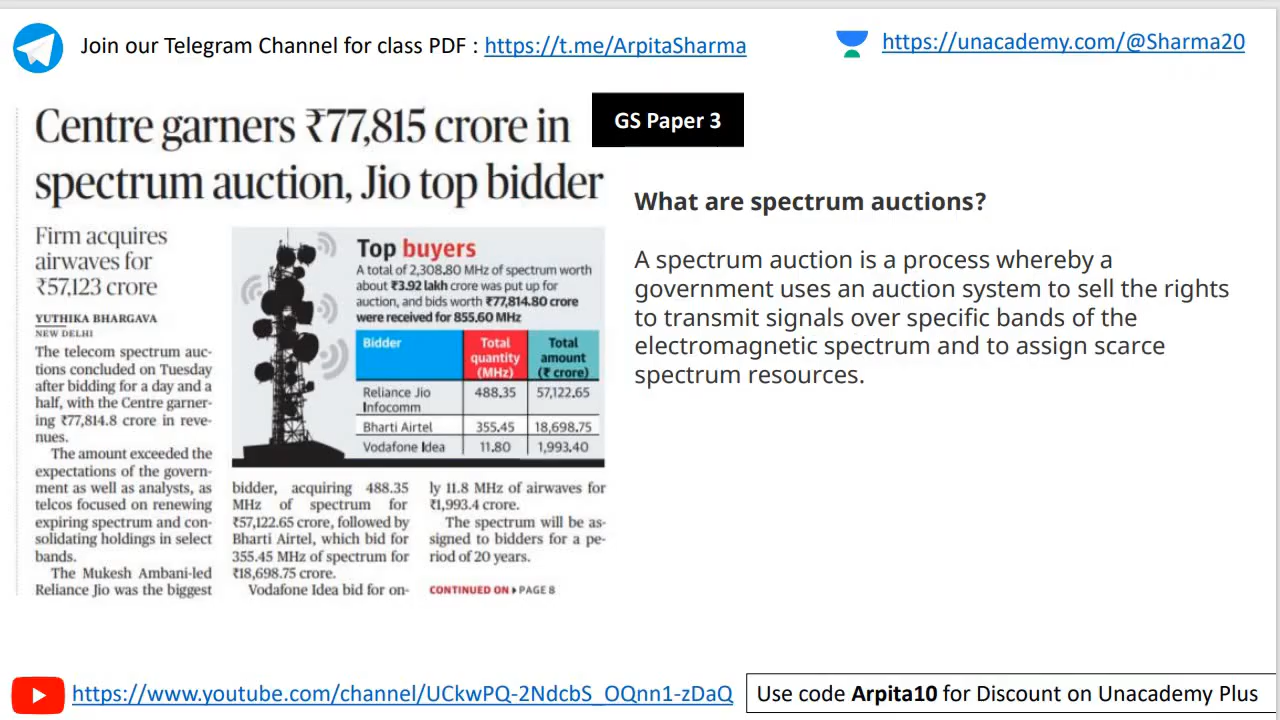 Join our Telegram Channel for class PDF : https://t.me/ArpitaSharma
https://unacademy.com/@Sharma20
Centre garners ₹77,815 crore in
spectrum auction, Jio top bidder
GS Paper 3
Firm acquires
airwaves for
₹57,123 crore
YUTHIKA BHARGAVA
NEW DELHI
The telecom spectrum auc-
tions concluded on Tuesday
after bidding for a day and a
half, with the Centre garner-
ing ₹77,814.8 crore in reve-
nues.
The amount exceeded the
expectations of the govern-
ment as well as analysts, as
telcos focused on renewing
expiring spectrum and con-
solidating holdings in select
bands.
The Mukesh Ambani-led
Reliance Jio was the biggest
Top buyers
A total of 2,308.80 MHz of spectrum worth
about ₹3.92 lakh crore was put up for
auction, and bids worth ₹77,814.80 crore
were received for 855.60 MHz
Bidder Total quantity (MHz) Total amount (₹ crore)
Reliance Jio Infocomm 488.35 57,122.65
Bharti Airtel 355.45 18,698.75
Vodafone Idea 11.80 1,993.40
bidder, acquiring 488.35
MHz of spectrum for
₹57,122.65 crore, followed by
Bharti Airtel, which bid for
355.45 MHz of spectrum for
₹18,698.75 crore.
Vodafone Idea bid for on-
ly 11.8 MHz of airwaves for
₹1,993.4 crore.
The spectrum will be as-
signed to bidders for a pe-
riod of 20 years.
CONTINUED ON ▸ PAGE 8
What are spectrum auctions?
A spectrum auction is a process whereby a
government uses an auction system to sell the rights
to transmit signals over specific bands of the
electromagnetic spectrum and to assign scarce
spectrum resources.
https://www.youtube.com/channel/UCkwPQ-2NdcbS_OQnn1-zDaQ
Use code Arpita10 for Discount on Unacademy Plus